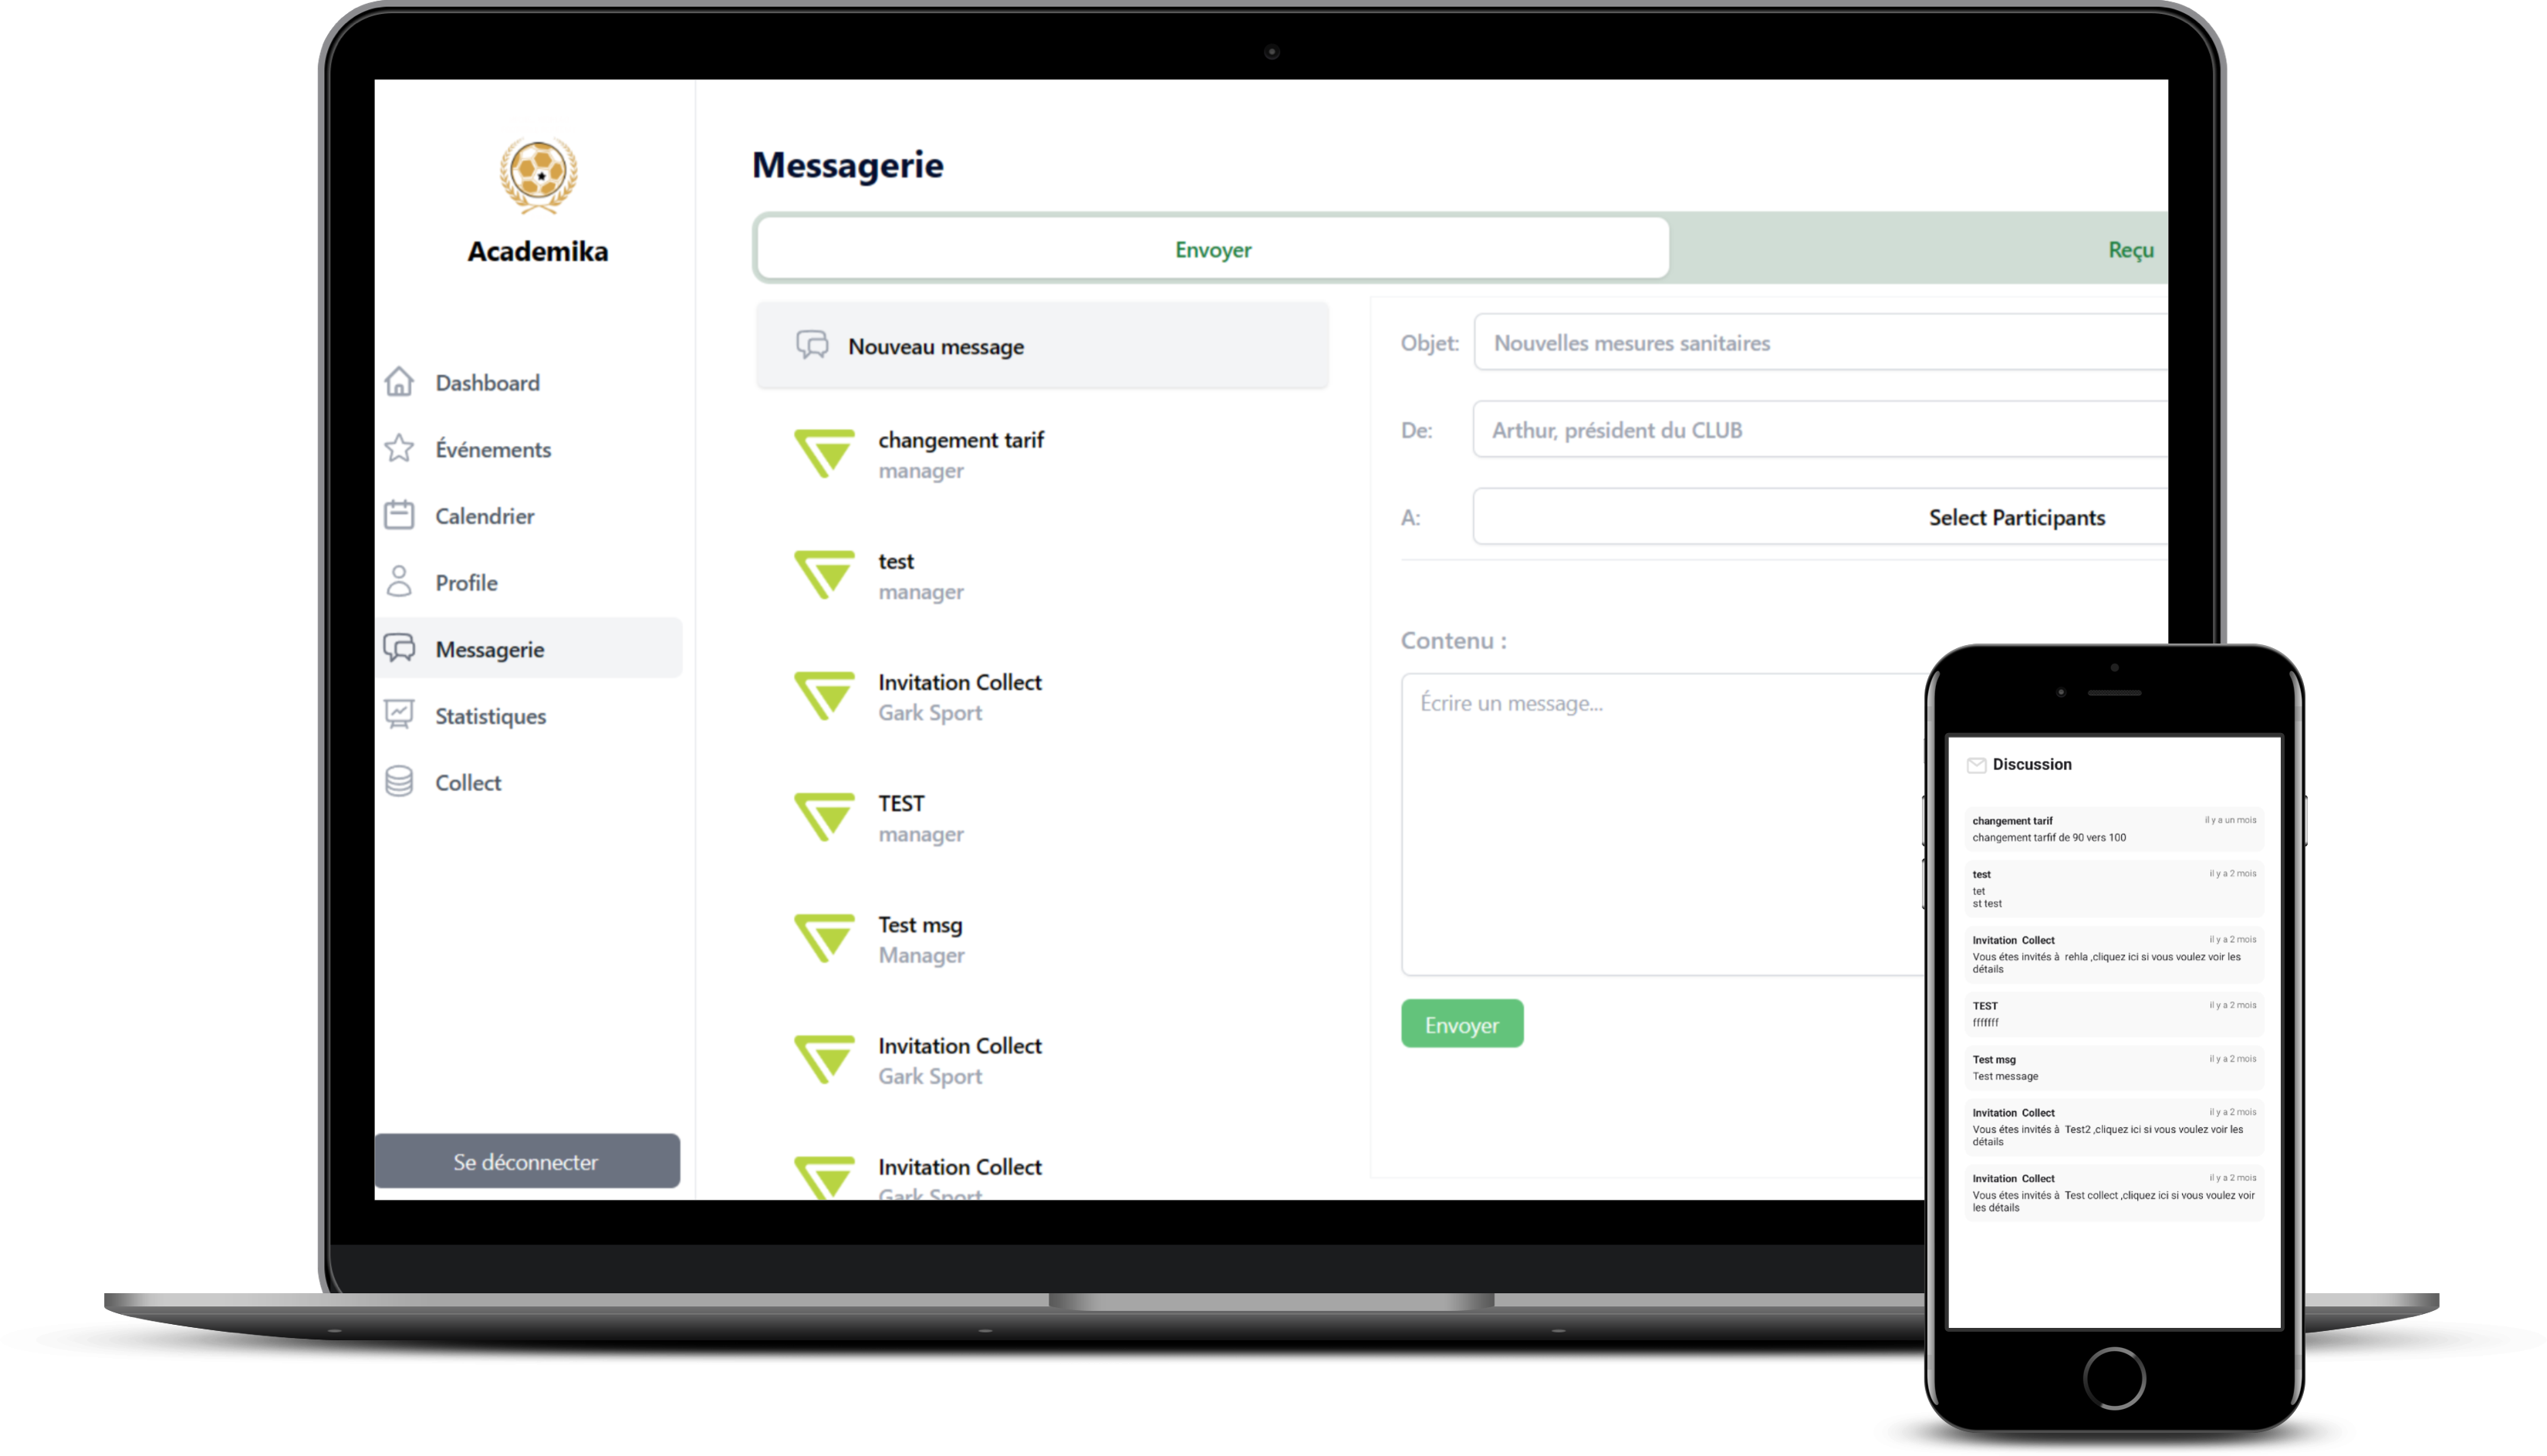 Academika
Dashboard
Événements
Calendrier
Profile
Messagerie
Statistiques
Collect
Se déconnecter
Messagerie
Envoyer
Reçu
Nouveau message
changement tarif
manager
test
manager
Invitation Collect
Gark Sport
TEST
manager
Test msg
Manager
Invitation Collect
Gark Sport
Invitation Collect
Gark Sport
Objet: Nouvelles mesures sanitaires
De: Arthur, président du CLUB
A: Select Participants
Contenu :
Écrire un message...
Envoyer
Discussion
changement tarif il y a un mois
changement tarfif de 90 vers 100
test il y a 2 mois
tet
st test
Invitation Collect il y a 2 mois
Vous étes invités à rehla ,cliquez ici si vous voulez voir les
détails
TEST il y a 2 mois
fffffff
Test msg il y a 2 mois
Test message
Invitation Collect il y a 2 mois
Vous étes invités à Test2 ,cliquez ici si vous voulez voir les
détails
Invitation Collect il y a 2 mois
Vous étes invités à Test collect ,cliquez ici si vous voulez voir
les détails